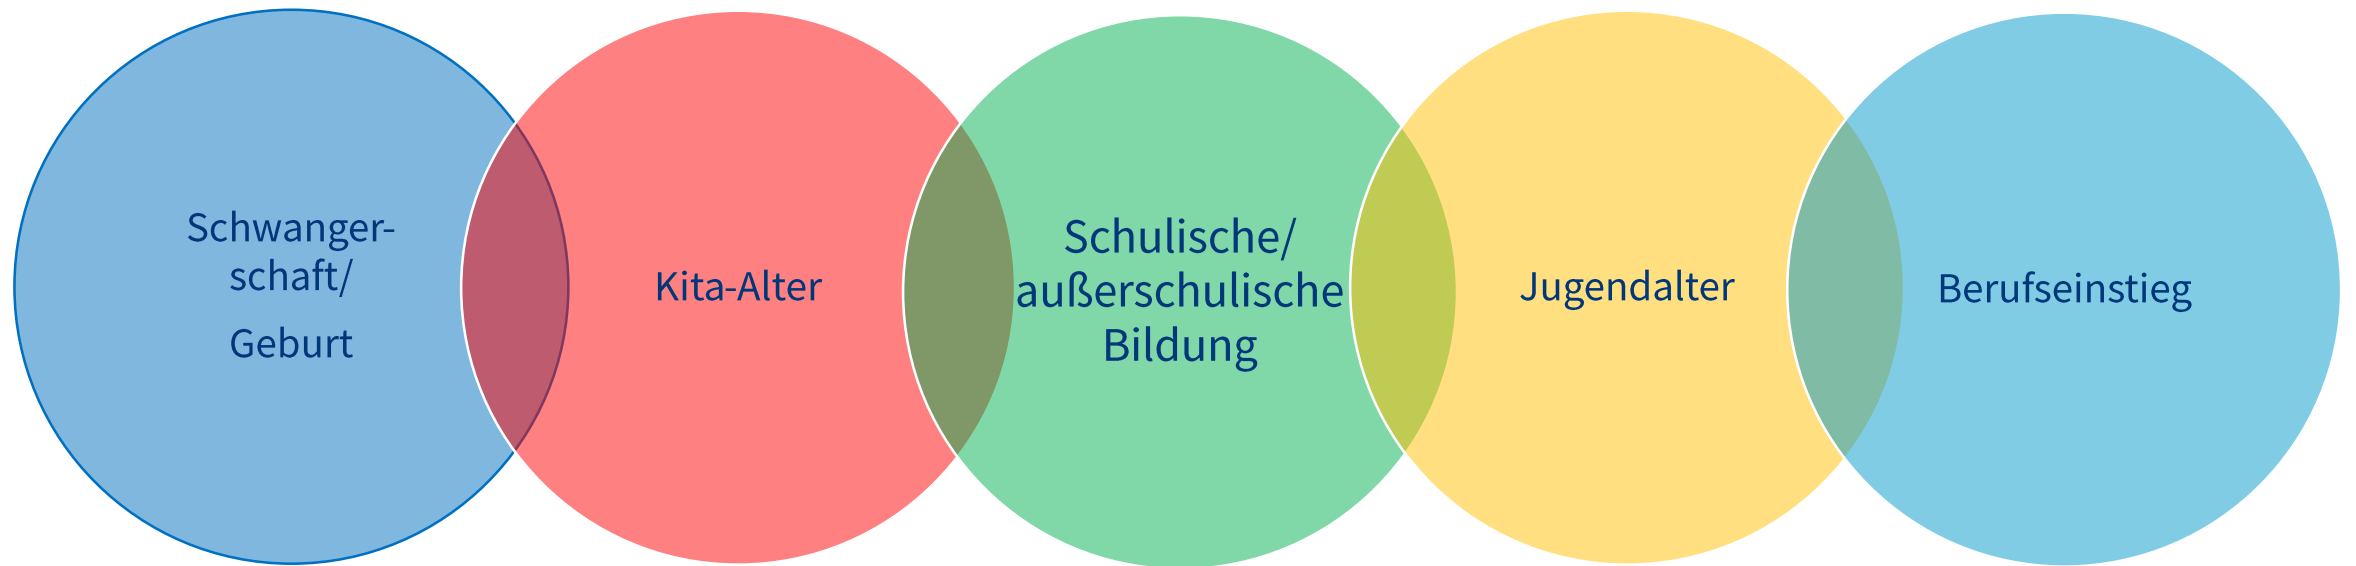 Schwanger-
schaft/
Geburt
Kita-Alter
Schulische/
außerschulische
Bildung
Jugendalter
Berufseinstieg